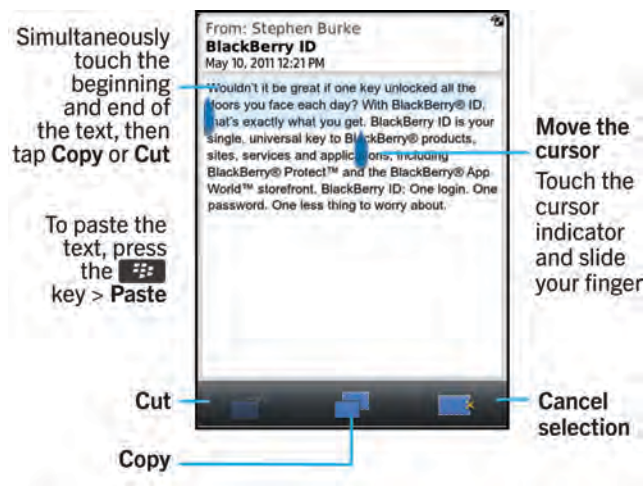 Simultaneously
touch the
beginning
and end of
the text, then
tap Copy or Cut
To paste the
text, press
the
key > Paste
From: Stephen Burke
BlackBerry ID
May 10, 2011 12:21 PM
Wouldn't it be great if one key unlocked all the
doors you face each day? With BlackBerry® ID,
that's exactly what you get. BlackBerry ID is your
single, universal key to BlackBerry® products,
sites, services and applications, including
BlackBerry® Protect™ and the BlackBerry® App
World™ storefront. BlackBerry ID: One login. One
password. One less thing to worry about.
Move the
cursor
Touch the
cursor
indicator
and slide
your finger
Cut
Copy
Cancel
selection